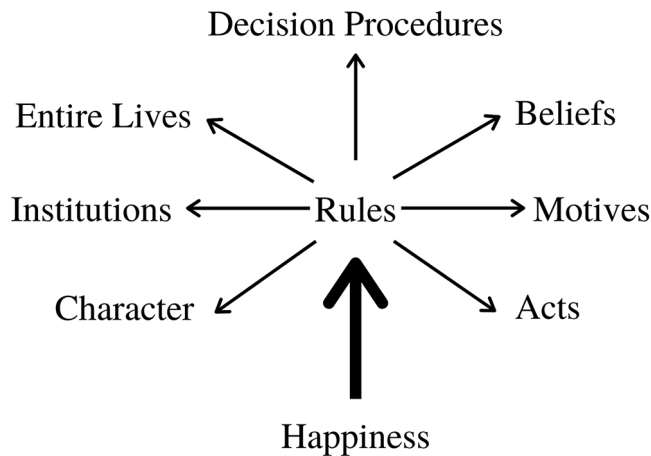 Decision Procedures
Entire Lives
Beliefs
Institutions
Rules
Motives
Character
Acts
Happiness